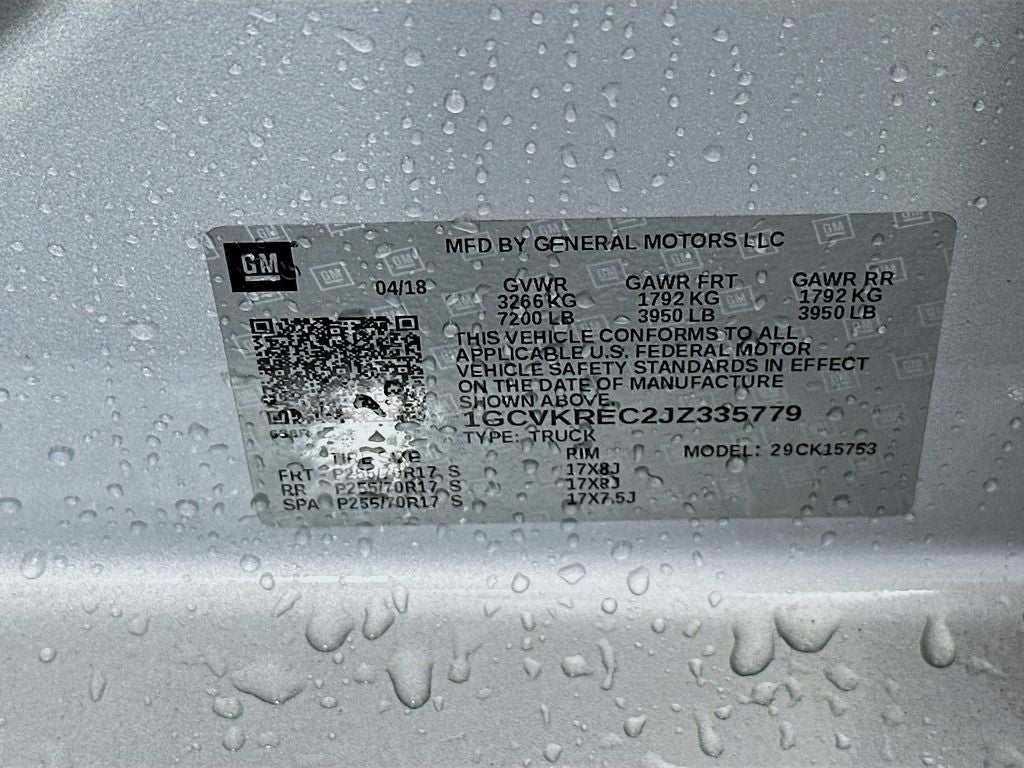 GM
MFD BY GENERAL MOTORS LLC
04/18
GVWR GAWR FRT GAWR RR
3266 KG 1792 KG 1792 KG
7200 LB 3950 LB 3950 LB
THIS VEHICLE CONFORMS TO ALL
APPLICABLE U.S. FEDERAL MOTOR
VEHICLE SAFETY STANDARDS IN EFFECT
ON THE DATE OF MANUFACTURE
SHOWN ABOVE.
1GCVKREC2JZ335779
TYPE: TRUCK
MODEL: 29CK15753
RIM
FRT P255/70R17 S 17X8J
RR P255/70R17 S 17X8J
SPA P255/70R17 S 17X7.5J